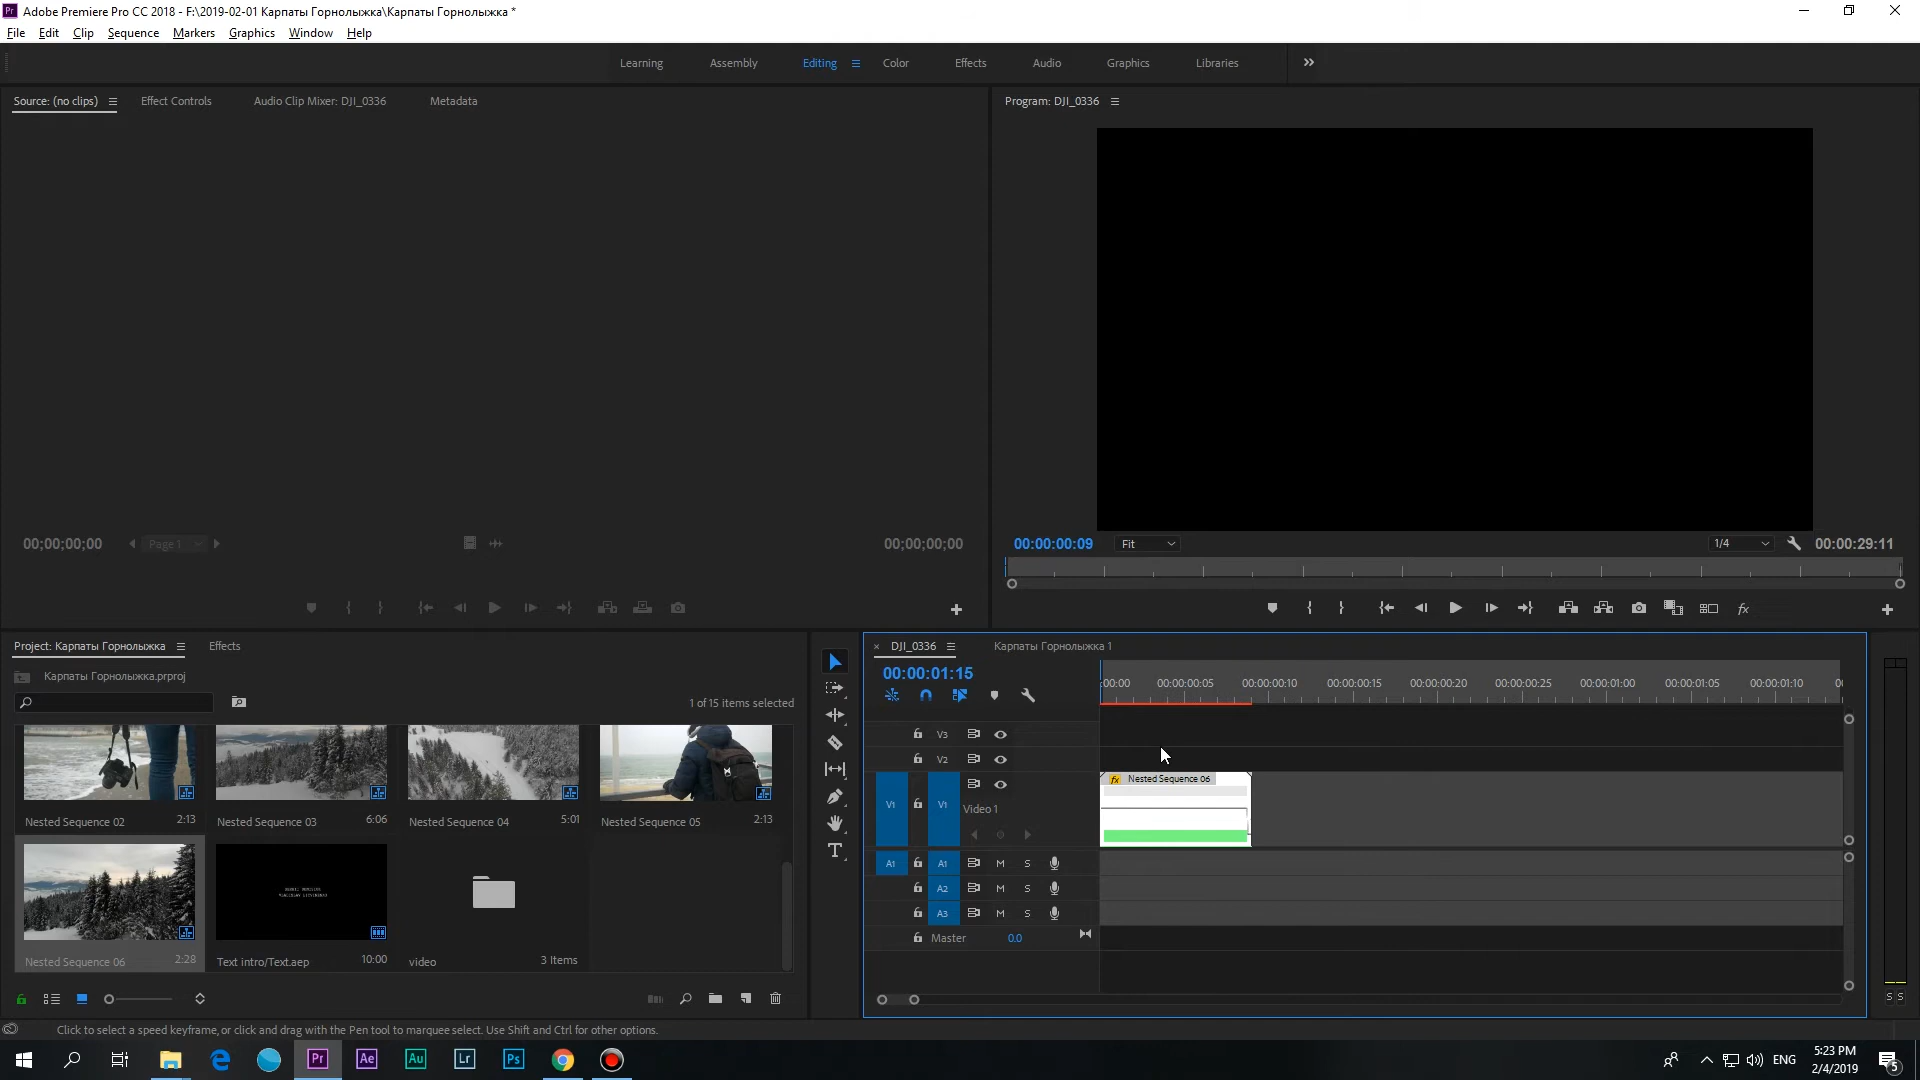 Adobe Premiere Pro CC 2018 - F:\2019-02-01 Карпаты Горнолыжка\Карпаты Горнолыжка *
File Edit Clip Sequence Markers Graphics Window Help
Learning Assembly Editing Color Effects Audio Graphics Libraries
Source: (no clips) Effect Controls Audio Clip Mixer: DJI_0336 Metadata
Program: DJI_0336
00;00;00;00 Page 1 00;00;00;00
00:00:00:09 Fit 1/4 00:00:29:11
Project: Карпаты Горнолыжка Effects
Карпаты Горнолыжка.prproj
1 of 15 items selected
Nested Sequence 02 2:13
Nested Sequence 03 6:06
Nested Sequence 04 5:01
Nested Sequence 05 2:13
Nested Sequence 06 2:28
Text intro/Text.aep 10:00
video 3 Items
× DJI_0336 Карпаты Горнолыжка 1
00:00:01:15
:00:00 00:00:00:05 00:00:00:10 00:00:00:15 00:00:00:20 00:00:00:25 00:00:01:00 00:00:01:05 00:00:01:10
V3
V2
fx Nested Sequence 06
V1 V1 Video 1
A1 A1 M S
A2 M S
A3 M S
Master 0.0
S S
Click to select a speed keyframe, or click and drag with the Pen tool to marquee select. Use Shift and Ctrl for other options.
Pr Ae Au Lr Ps
ENG 5:23 PM
2/4/2019
5